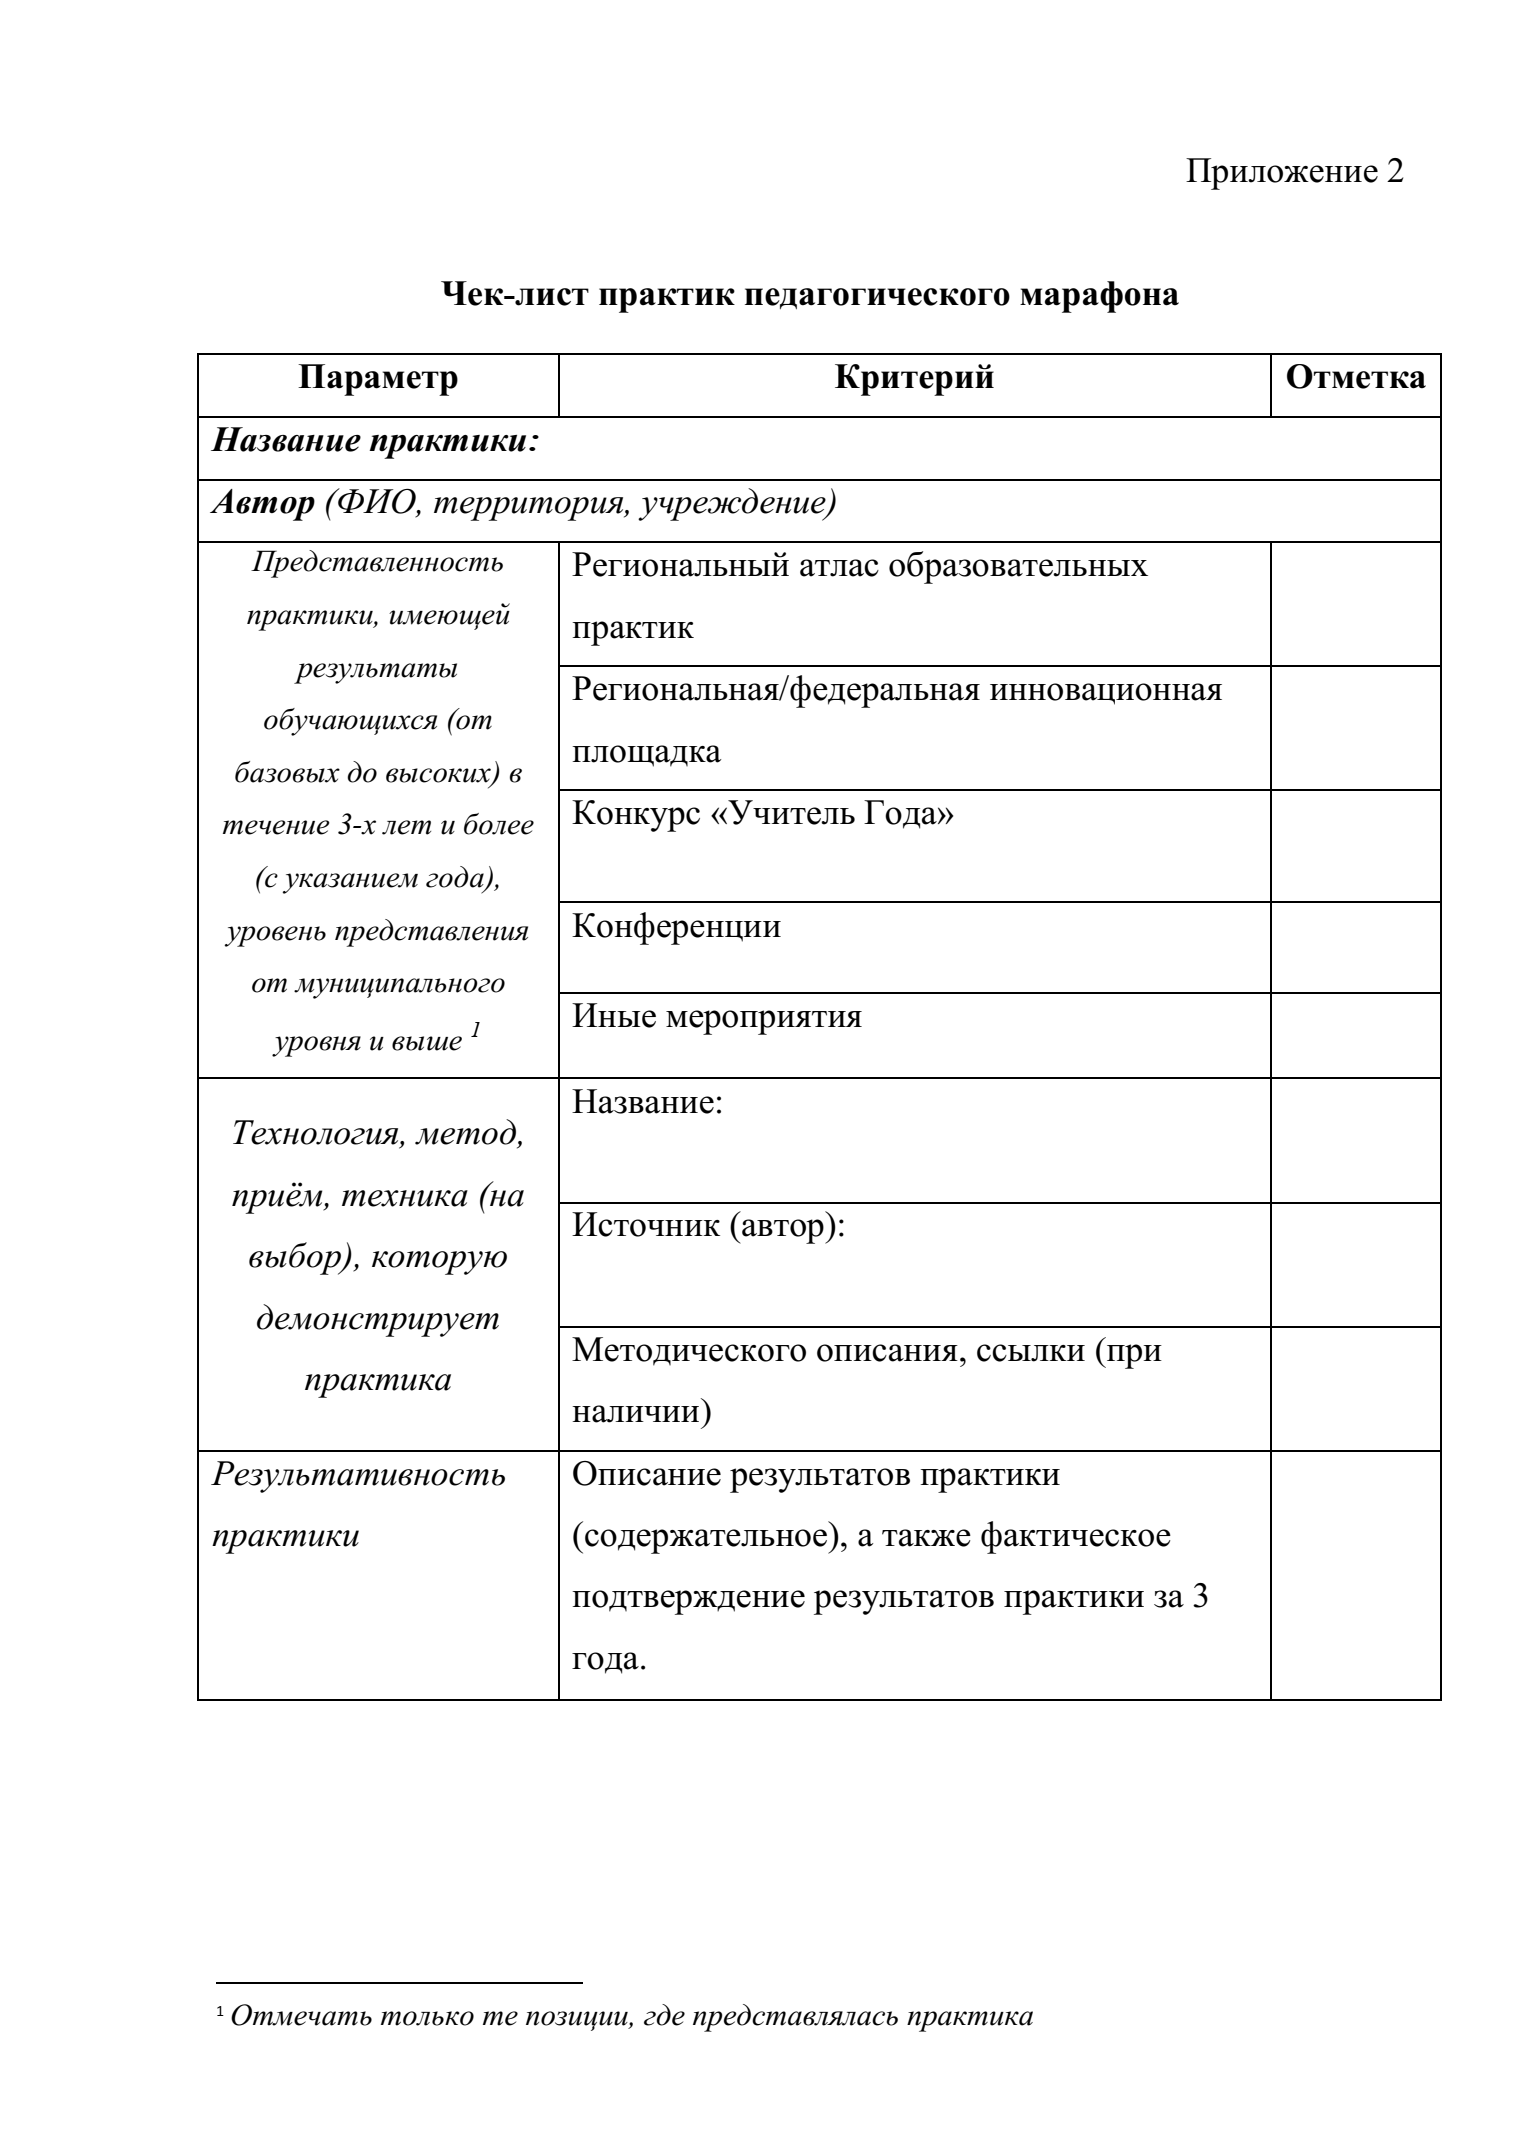 Приложение 2
Чек-лист практик педагогического марафона
Параметр
Критерий
Отметка
Название практики:
Автор (ФИО, территория, учреждение)
Представленность
практики, имеющей
результаты
обучающихся (от
базовых до высоких) в
течение 3-х лет и более
(с указанием года),
уровень представления
от муниципального
уровня и выше 1
Региональный атлас образовательных
практик
Региональная/федеральная инновационная
площадка
Конкурс «Учитель Года»
Конференции
Иные мероприятия
Технология, метод,
приём, техника (на
выбор), которую
демонстрирует
практика
Название:
Источник (автор):
Методического описания, ссылки (при
наличии)
Результативность
практики
Описание результатов практики
(содержательное), а также фактическое
подтверждение результатов практики за 3
года.
1 Отмечать только те позиции, где представлялась практика